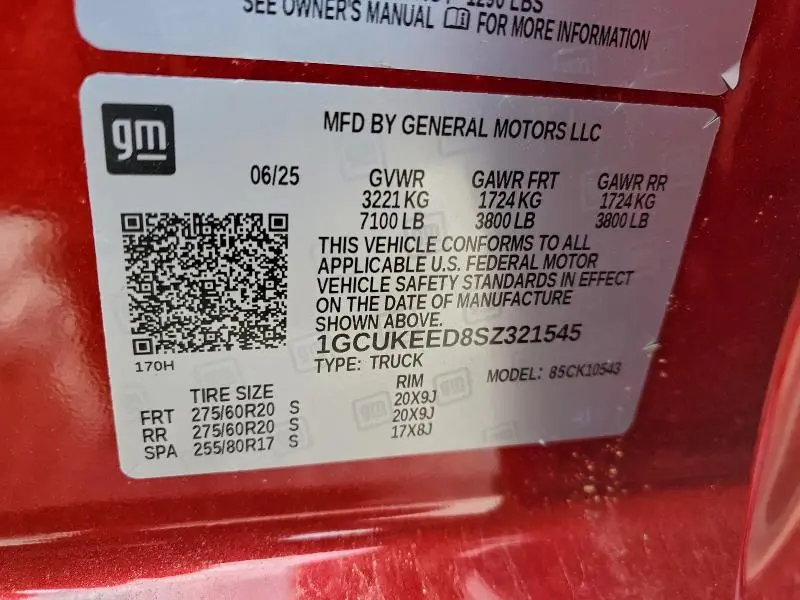 1290 LBS
SEE OWNER'S MANUAL FOR MORE INFORMATION
gm
MFD BY GENERAL MOTORS LLC
06/25 GVWR GAWR FRT GAWR RR
3221 KG 1724 KG 1724 KG
7100 LB 3800 LB 3800 LB
THIS VEHICLE CONFORMS TO ALL
APPLICABLE U.S. FEDERAL MOTOR
VEHICLE SAFETY STANDARDS IN EFFECT
ON THE DATE OF MANUFACTURE
SHOWN ABOVE.
1GCUKEED8SZ321545
170H
TYPE: TRUCK MODEL: 85CK10543
TIRE SIZE RIM
FRT 275/60R20 S 20X9J
RR 275/60R20 S 20X9J
SPA 255/80R17 S 17X8J